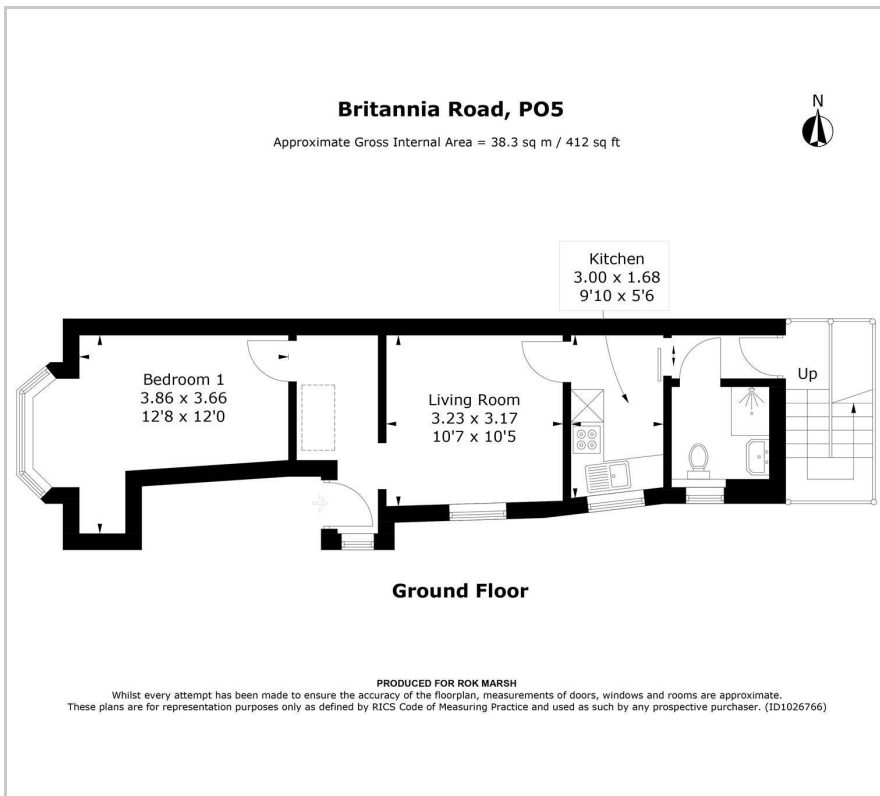 Britannia Road, PO5
N
Approximate Gross Internal Area = 38.3 sq m / 412 sq ft
Kitchen
3.00 x 1.68
9'10 x 5'6
Bedroom 1
3.86 x 3.66
12'8 x 12'0
Living Room
3.23 x 3.17
10'7 x 10'5
Up
Ground Floor
PRODUCED FOR ROK MARSH
Whilst every attempt has been made to ensure the accuracy of the floorplan, measurements of doors, windows and rooms are approximate.
These plans are for representation purposes only as defined by RICS Code of Measuring Practice and used as such by any prospective purchaser. (ID1026766)